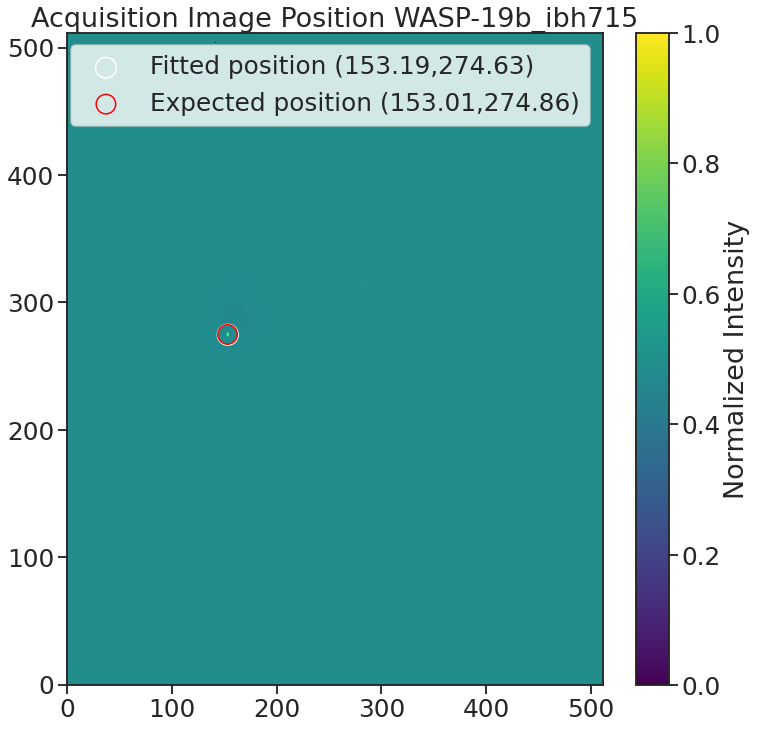 Acquisition Image Position WASP-19b_ibh715
Fitted position (153.19,274.63)
Expected position (153.01,274.86)
500
400
300
200
100
0
0 100 200 300 400 500
1.0
0.8
0.6
0.4
0.2
0.0
Normalized Intensity